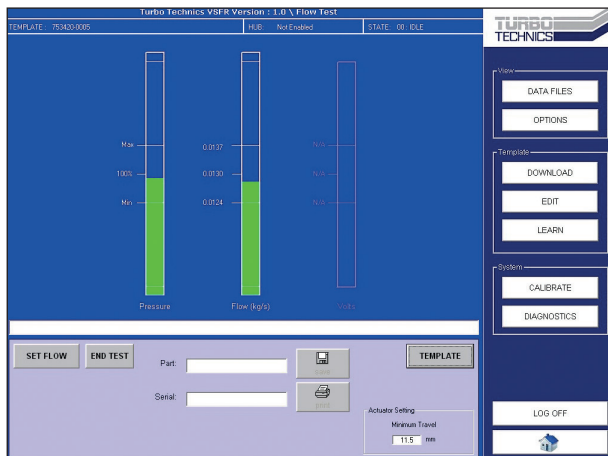 Turbo Technics VSFR Version : 1.0 \ Flow Test
TEMPLATE : 753420-0005
HUB: Not Enabled
STATE: 00 : IDLE
TURBO
TECHNICS
View
DATA FILES
OPTIONS
Template
DOWNLOAD
EDIT
LEARN
System
CALIBRATE
DIAGNOSTICS
LOG OFF
Max
100%
Min
0.0137
0.0130
0.0124
N/A
N/A
N/A
Pressure
Flow (kg/s)
Volts
SET FLOW
END TEST
Part:
Serial:
save
print
TEMPLATE
Actuator Setting
Minimum Travel
11.5 mm